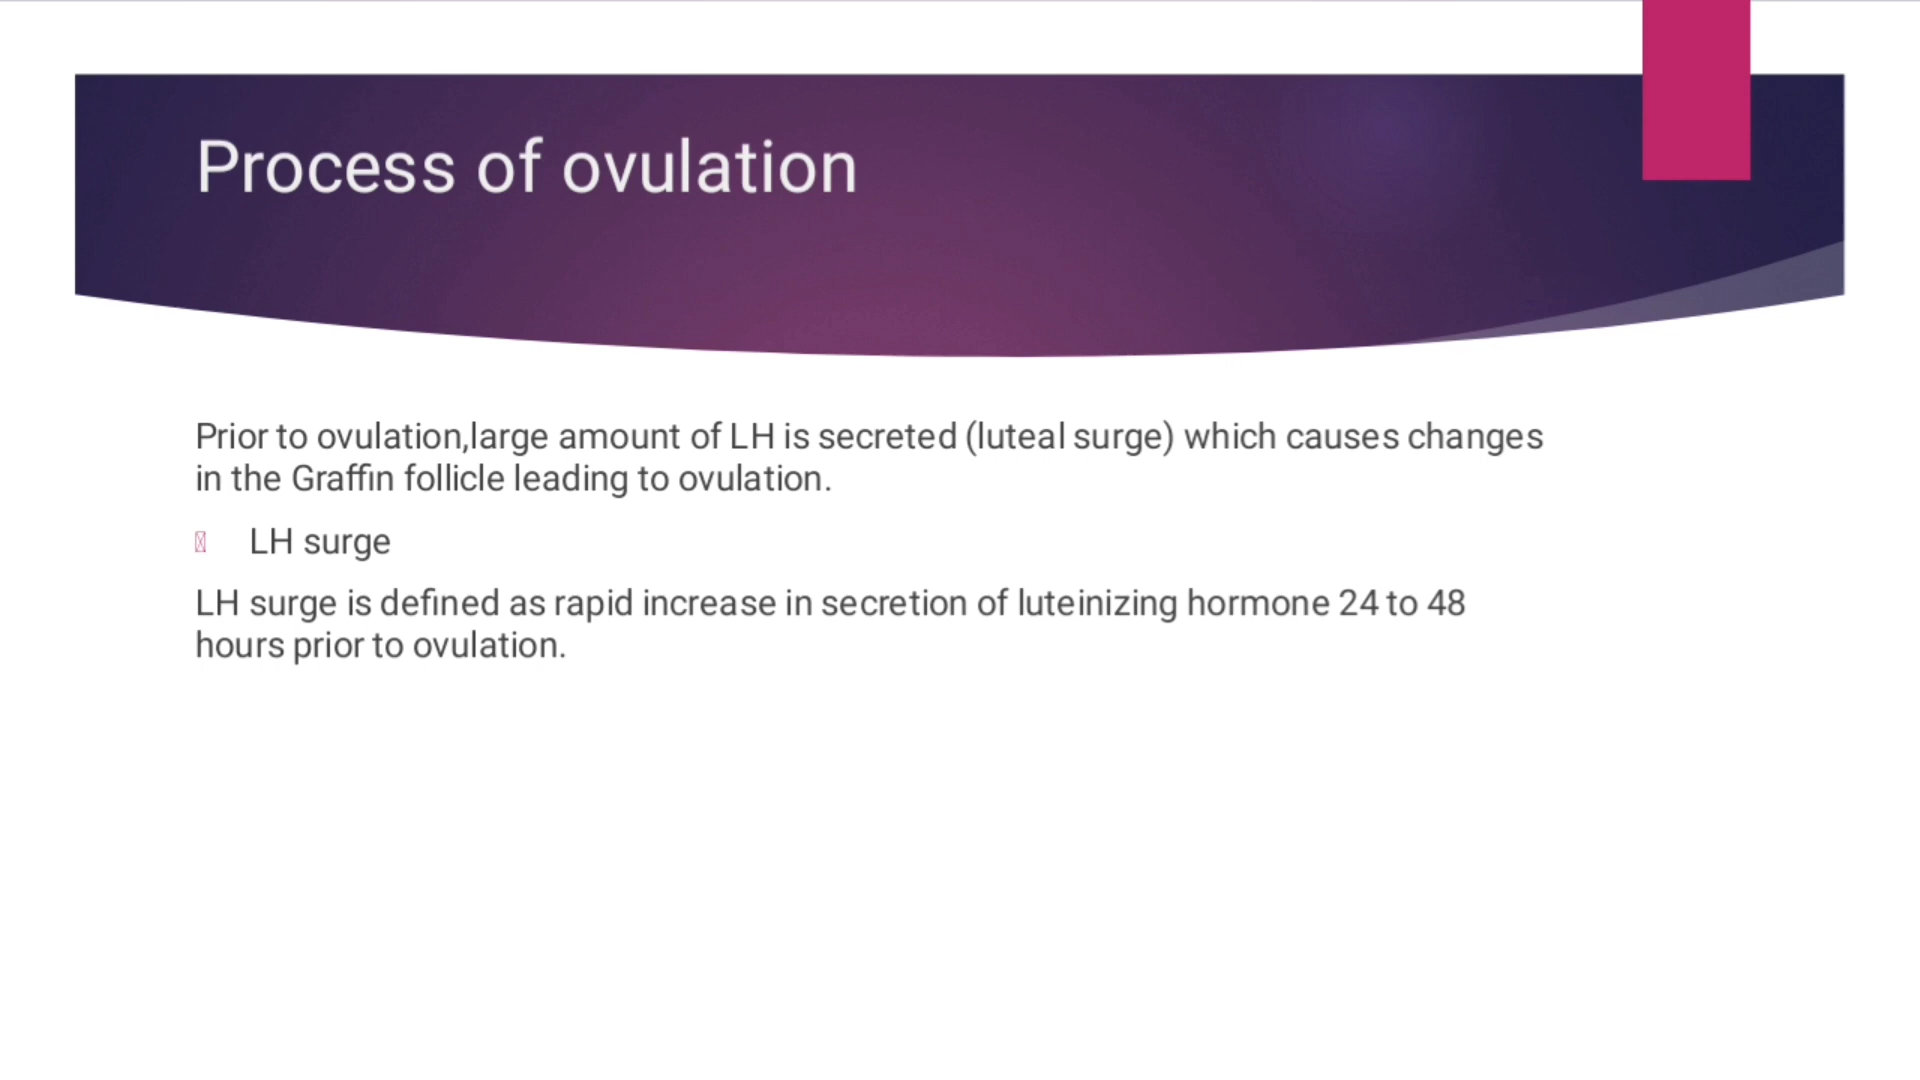 Process of ovulation
Prior to ovulation,large amount of LH is secreted (luteal surge) which causes changes
in the Graffin follicle leading to ovulation.
LH surge
LH surge is defined as rapid increase in secretion of luteinizing hormone 24 to 48
hours prior to ovulation.